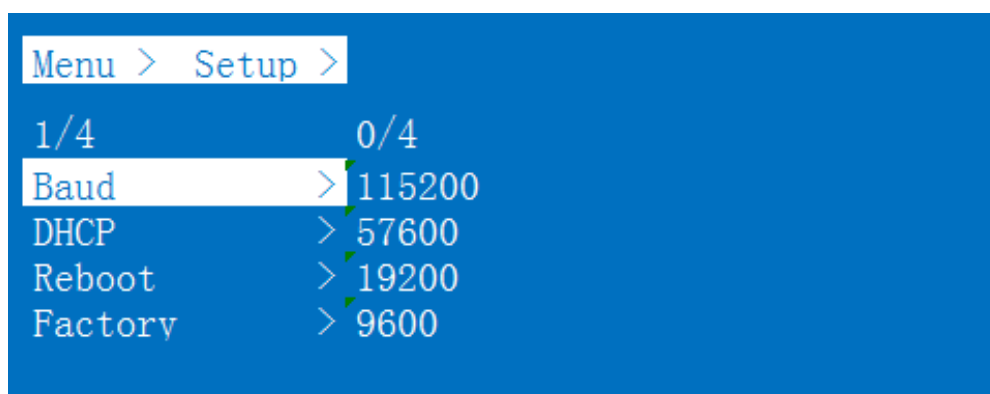 Menu > Setup >
1/4 0/4
Baud > 115200
DHCP > 57600
Reboot > 19200
Factory > 9600